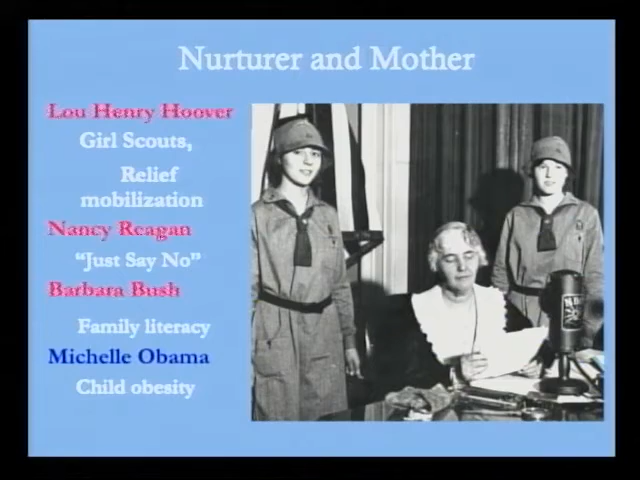 Nurturer and Mother
Lou Henry Hoover
Girl Scouts,
Relief
mobilization
Nancy Reagan
“Just Say No”
Barbara Bush
Family literacy
Michelle Obama
Child obesity